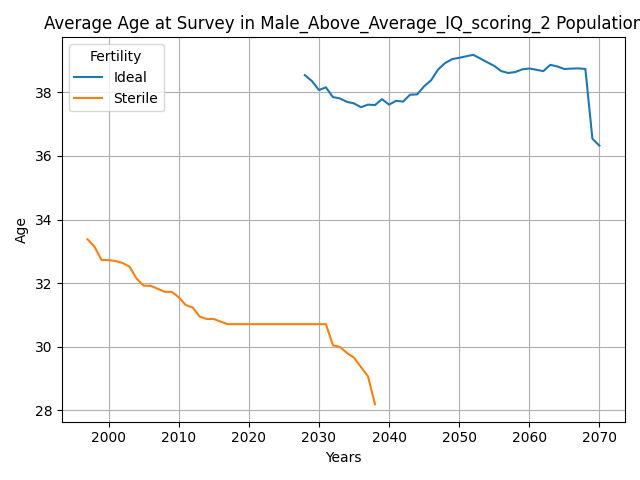 Average Age at Survey in Male_Above_Average_IQ_scoring_2 Population
Fertility
Ideal
Sterile
38
36
34
32
30
28
Age
2000 2010 2020 2030 2040 2050 2060 2070
Years